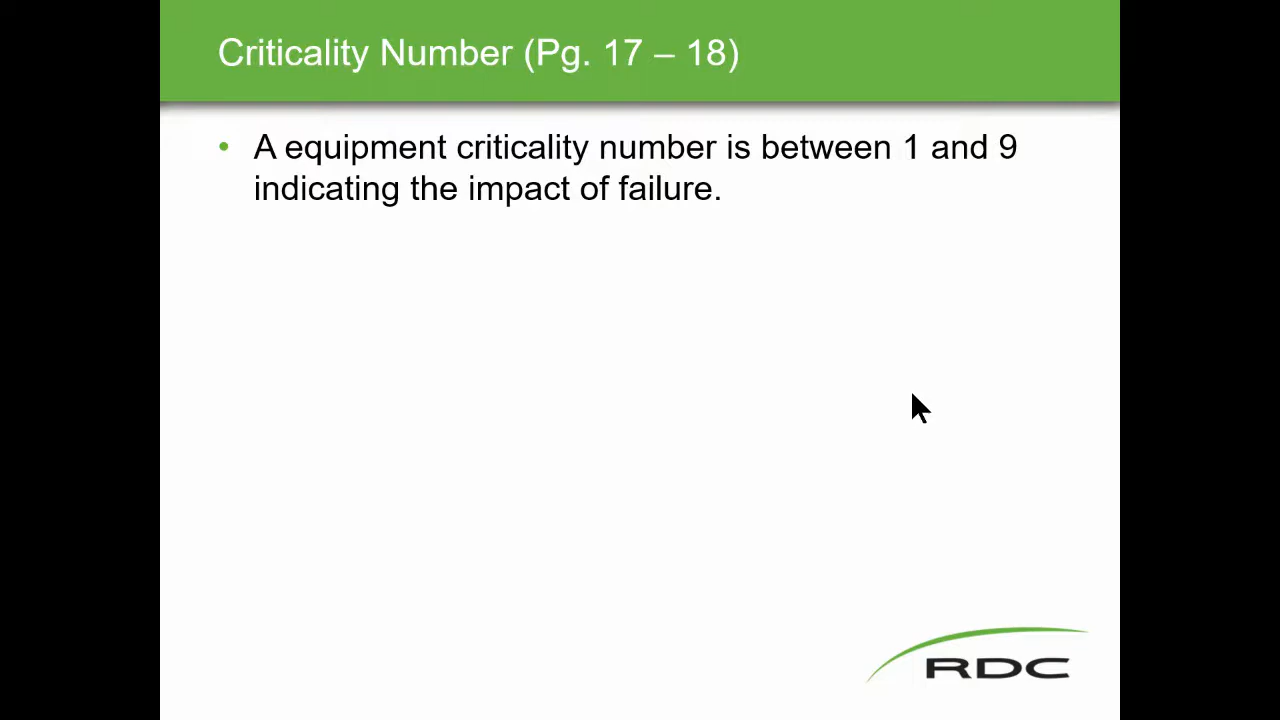 Criticality Number (Pg. 17 – 18)
• A equipment criticality number is between 1 and 9
indicating the impact of failure.
RDC